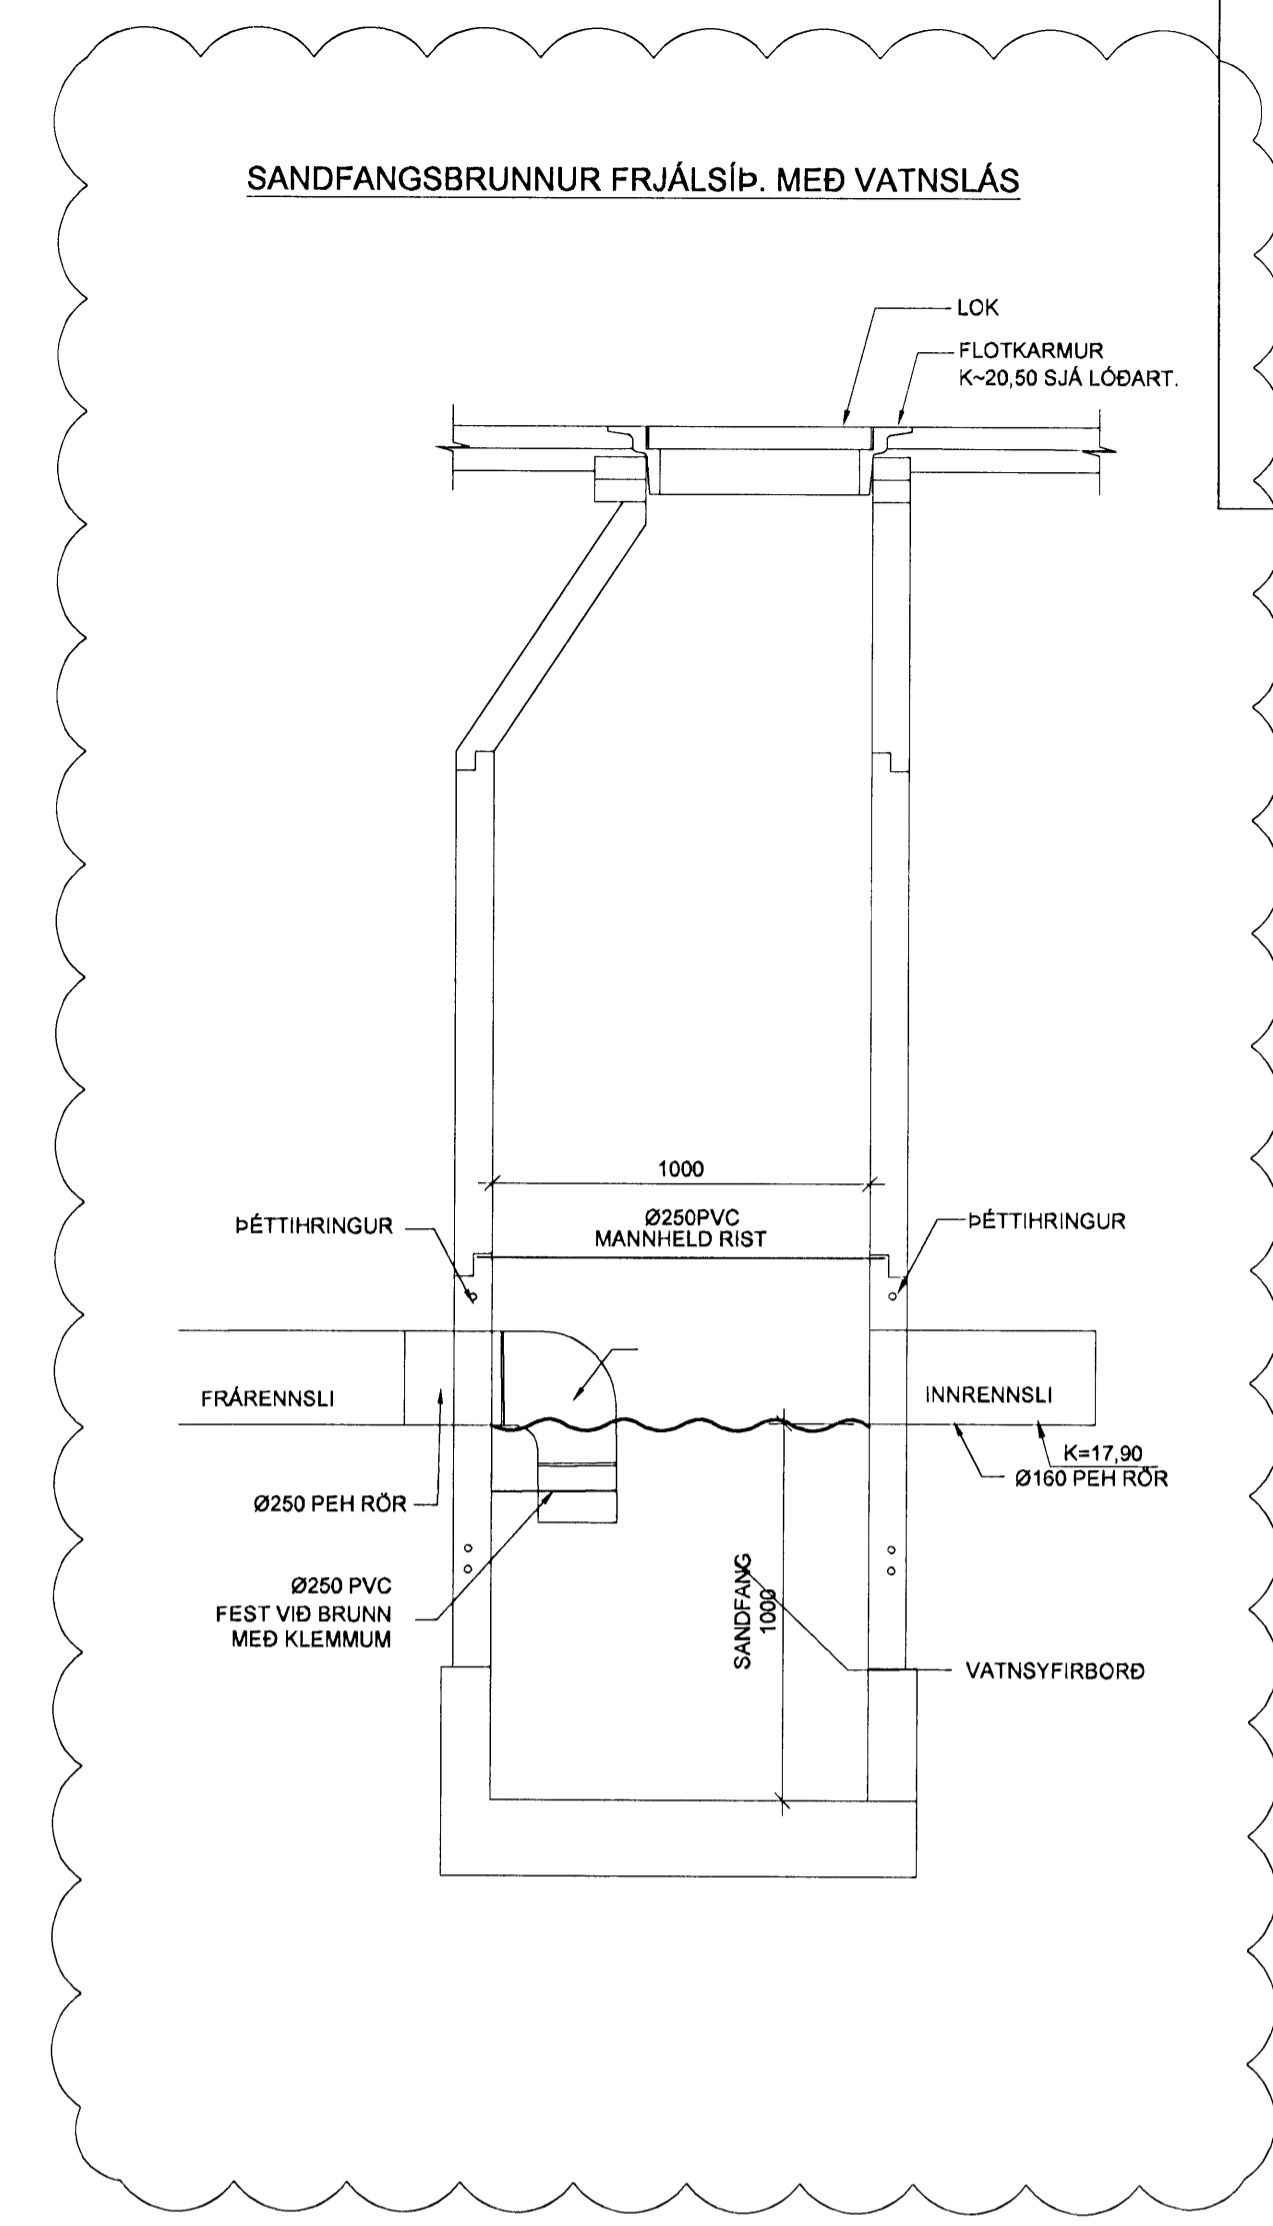 SANDFANGSBRUNNUR FRJÁLSÍÞ. MEÐ VATNSLÁS
LOK
FLOTKARMUR
K~20,50 SJÁ LÓÐART.
1000
Ø250PVC
MANNHELD RIST
ÞÉTTIHRINGUR
ÞÉTTIHRINGUR
FRÁRENNSLI
INNRENNSLI
K=17,90
Ø160 PEH RÖR
Ø250 PEH RÖR
Ø250 PVC
FEST VIÐ BRUNN
MEÐ KLEMMUM
SANDFANG
1000
VATNSYFIRBORÐ